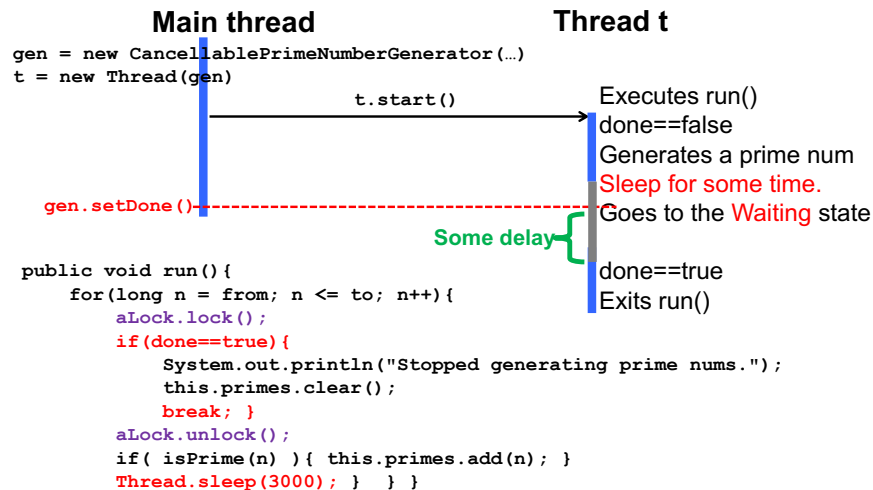 Main thread
Thread t
gen = new CancellablePrimeNumberGenerator(…)
t = new Thread(gen)
t.start()
Executes run()
done==false
Generates a prime num
Sleep for some time.
gen.setDone()
Goes to the Waiting state
Some delay
done==true
Exits run()
public void run(){
for(long n = from; n <= to; n++){
aLock.lock();
if(done==true){
System.out.println("Stopped generating prime nums.");
this.primes.clear();
break; }
aLock.unlock();
if( isPrime(n) ){ this.primes.add(n); }
Thread.sleep(3000); } } }